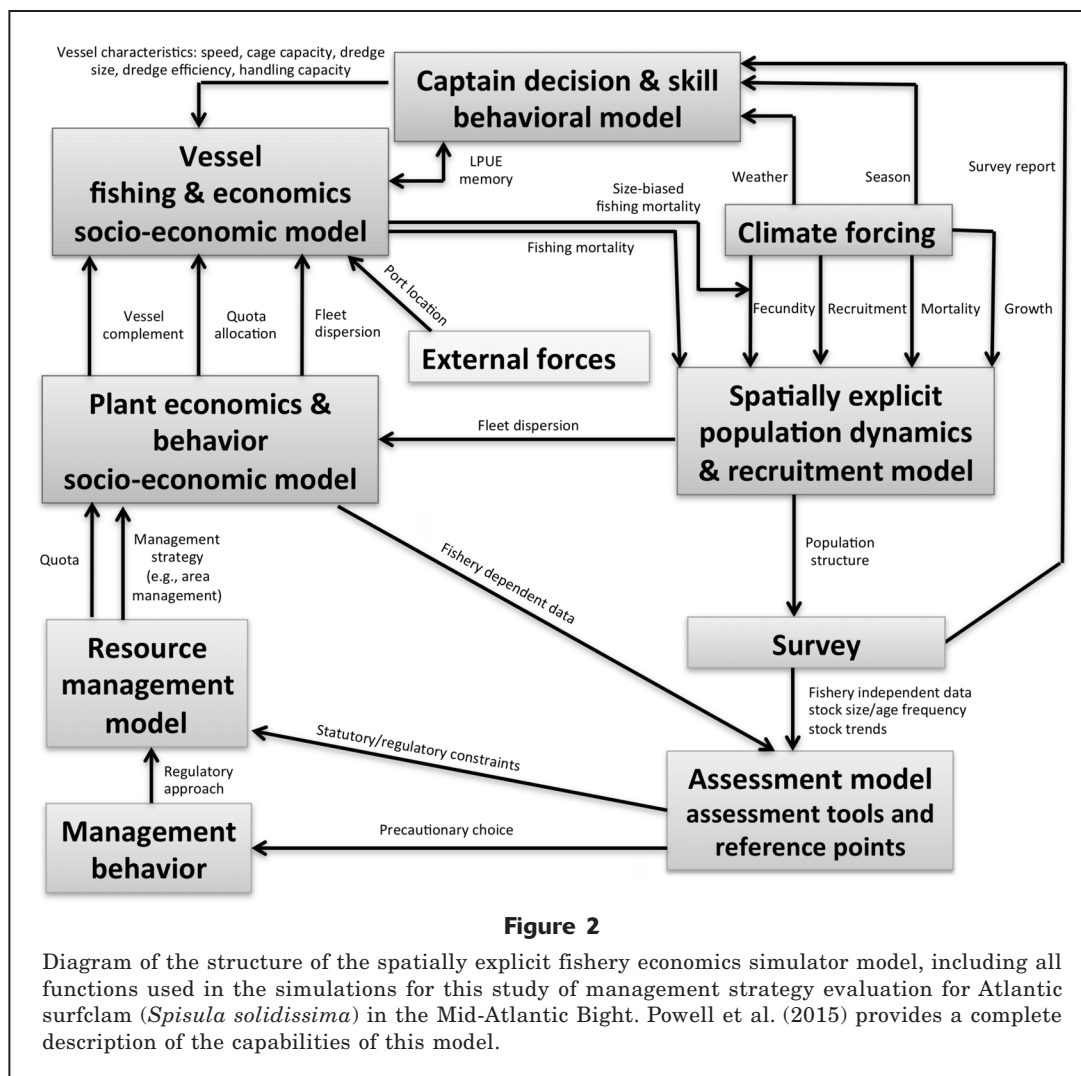 Vessel characteristics: speed, cage capacity, dredge
size, dredge efficiency, handling capacity
Captain decision & skill
behavioral model
Vessel
fishing & economics
socio-economic model
LPUE
memory
Weather
Season
Survey report
Size-biased
fishing mortality
Fishing mortality
Climate forcing
Port location
Vessel
complement
Quota
allocation
Fleet
dispersion
Fecundity
Recruitment
Mortality
Growth
External forces
Plant economics &
behavior
socio-economic model
Fleet dispersion
Spatially explicit
population dynamics
& recruitment model
Quota
Management
strategy
(e.g., area
management)
Fishery dependent data
Population
structure
Survey
Resource
management
model
Fishery independent data
stock size/age frequency
stock trends
Statutory/regulatory constraints
Regulatory
approach
Assessment model
assessment tools and
reference points
Precautionary choice
Management
behavior
Figure 2
Diagram of the structure of the spatially explicit fishery economics simulator model, including all
functions used in the simulations for this study of management strategy evaluation for Atlantic
surfclam (Spisula solidissima) in the Mid-Atlantic Bight. Powell et al. (2015) provides a complete
description of the capabilities of this model.